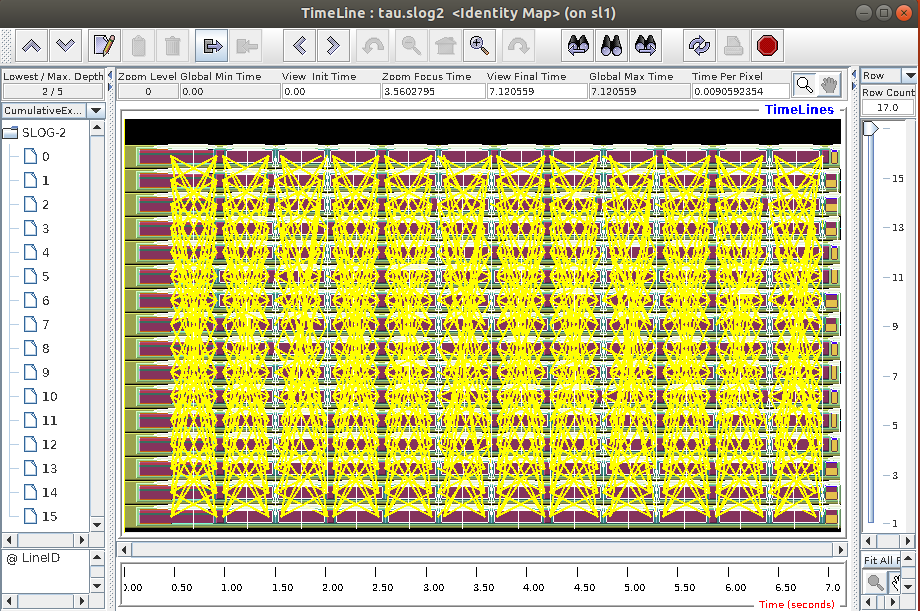 TimeLine : tau.slog2 <Identity Map> (on sl1)
Lowest / Max. Depth
2 / 5
Zoom Level
0
Global Min Time
0.00
View Init Time
0.00
Zoom Focus Time
3.5602795
View Final Time
7.120559
Global Max Time
7.120559
Time Per Pixel
0.0090592354
Row
Row Count
17.0
CumulativeEx...
TimeLines
SLOG-2
0
1
2
3
4
5
6
7
8
9
10
11
12
13
14
15
15
13
11
9
7
5
3
1
@ LineID
Fit All
0.00 0.50 1.00 1.50 2.00 2.50 3.00 3.50 4.00 4.50 5.00 5.50 6.00 6.50 7.0
Time (seconds)